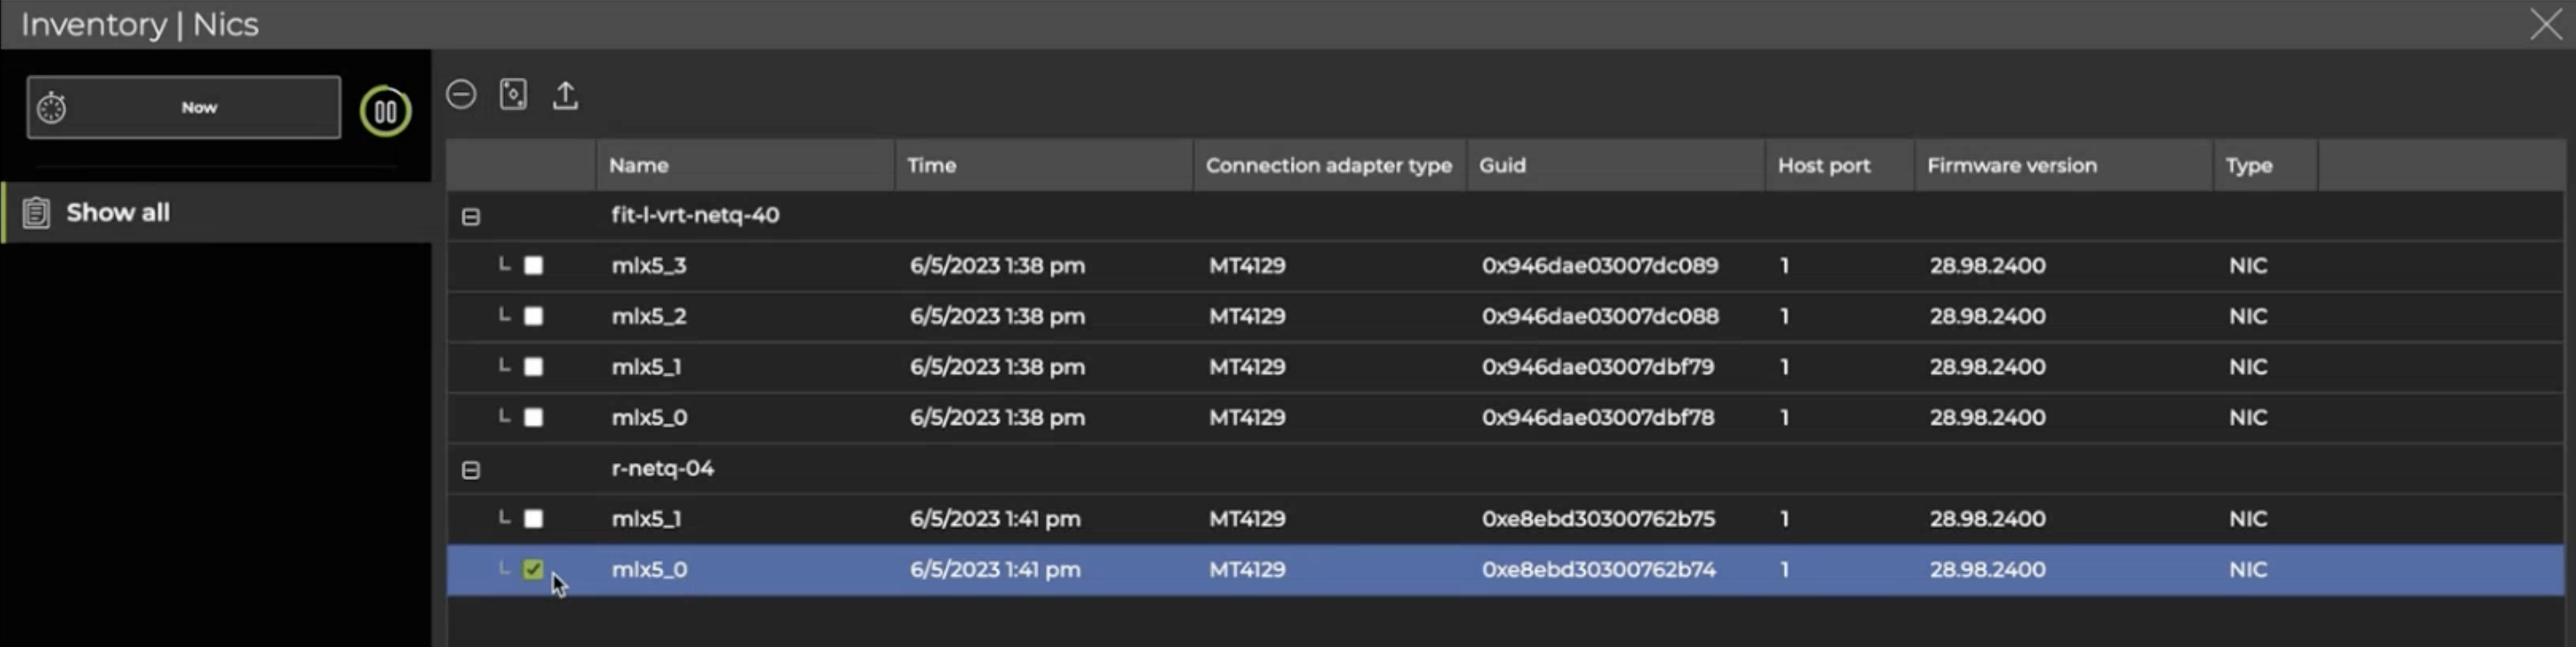 Inventory | Nics
Now
Show all
Name Time Connection adapter type Guid Host port Firmware version Type
fit-l-vrt-netq-40
mlx5_3 6/5/2023 1:38 pm MT4129 0x946dae03007dc089 1 28.98.2400 NIC
mlx5_2 6/5/2023 1:38 pm MT4129 0x946dae03007dc088 1 28.98.2400 NIC
mlx5_1 6/5/2023 1:38 pm MT4129 0x946dae03007dbf79 1 28.98.2400 NIC
mlx5_0 6/5/2023 1:38 pm MT4129 0x946dae03007dbf78 1 28.98.2400 NIC
r-netq-04
mlx5_1 6/5/2023 1:41 pm MT4129 0xe8ebd30300762b75 1 28.98.2400 NIC
mlx5_0 6/5/2023 1:41 pm MT4129 0xe8ebd30300762b74 1 28.98.2400 NIC